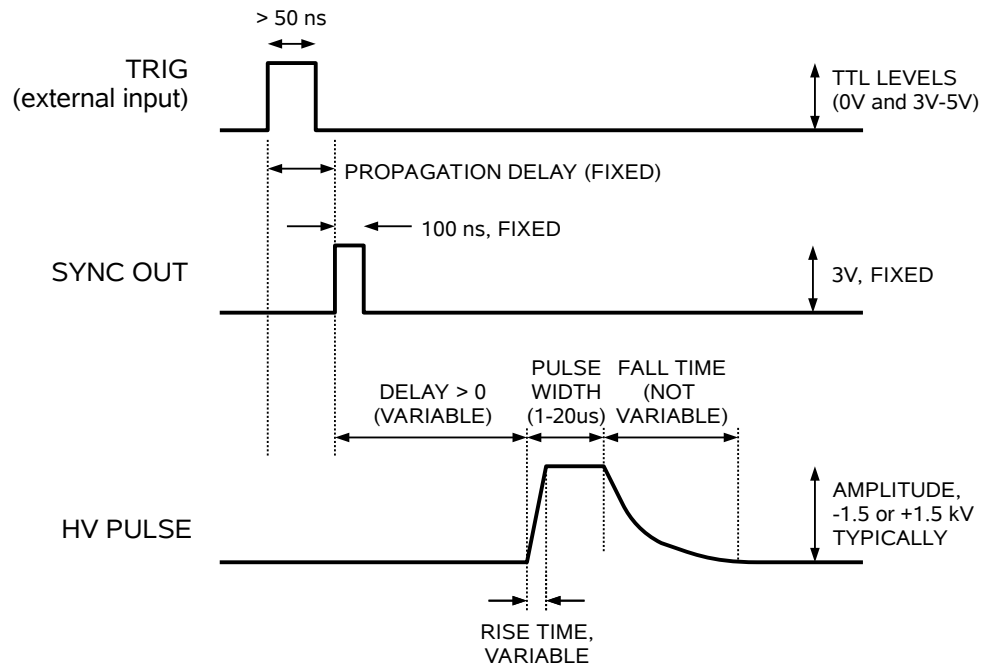 > 50 ns
TRIG
(external input)
TTL LEVELS
(0V and 3V-5V)
PROPAGATION DELAY (FIXED)
100 ns, FIXED
SYNC OUT
3V, FIXED
DELAY > 0
(VARIABLE)
PULSE
WIDTH
(1-20us)
FALL TIME
(NOT
VARIABLE)
HV PULSE
AMPLITUDE,
-1.5 or +1.5 kV
TYPICALLY
RISE TIME,
VARIABLE